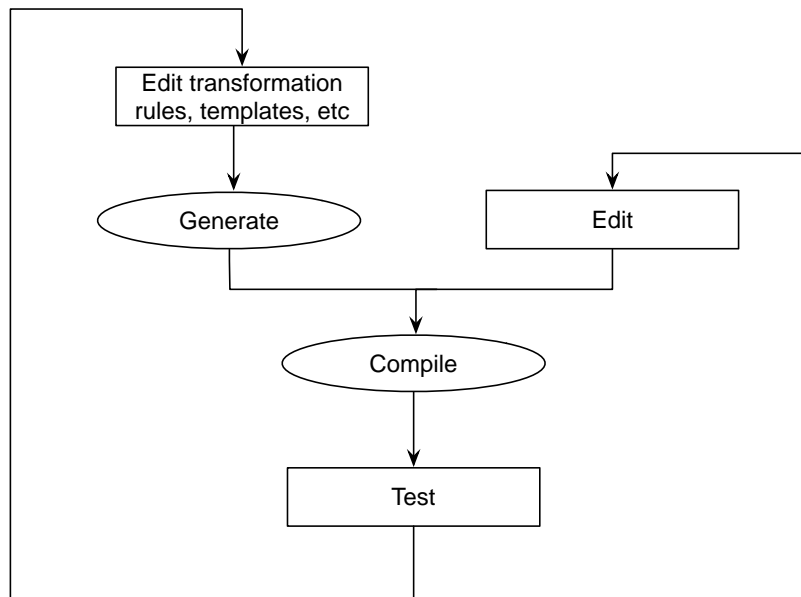 Edit transformation
rules, templates, etc
Generate
Edit
Compile
Test